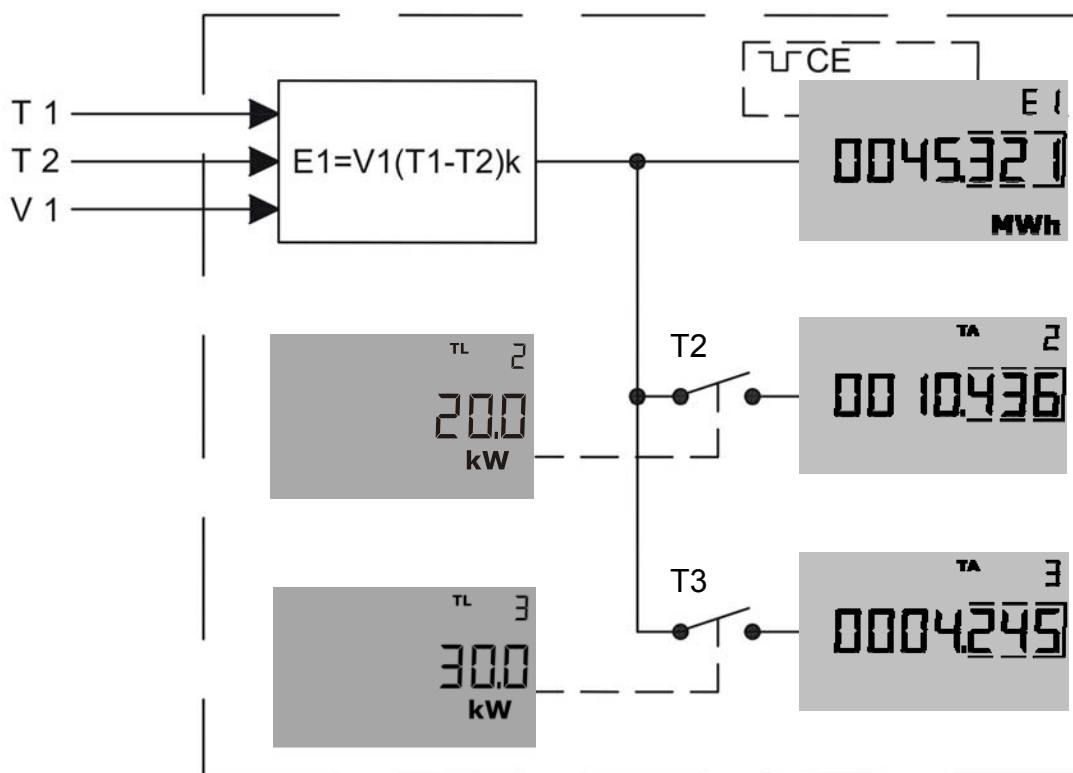 CE
E 1
T 1
T 2
V 1
E1=V1(T1-T2)k
0045.321
MWh
TL 2
20.0
kW
T2
TA 2
0010.436
TL 3
30.0
kW
T3
TA 3
0004.245